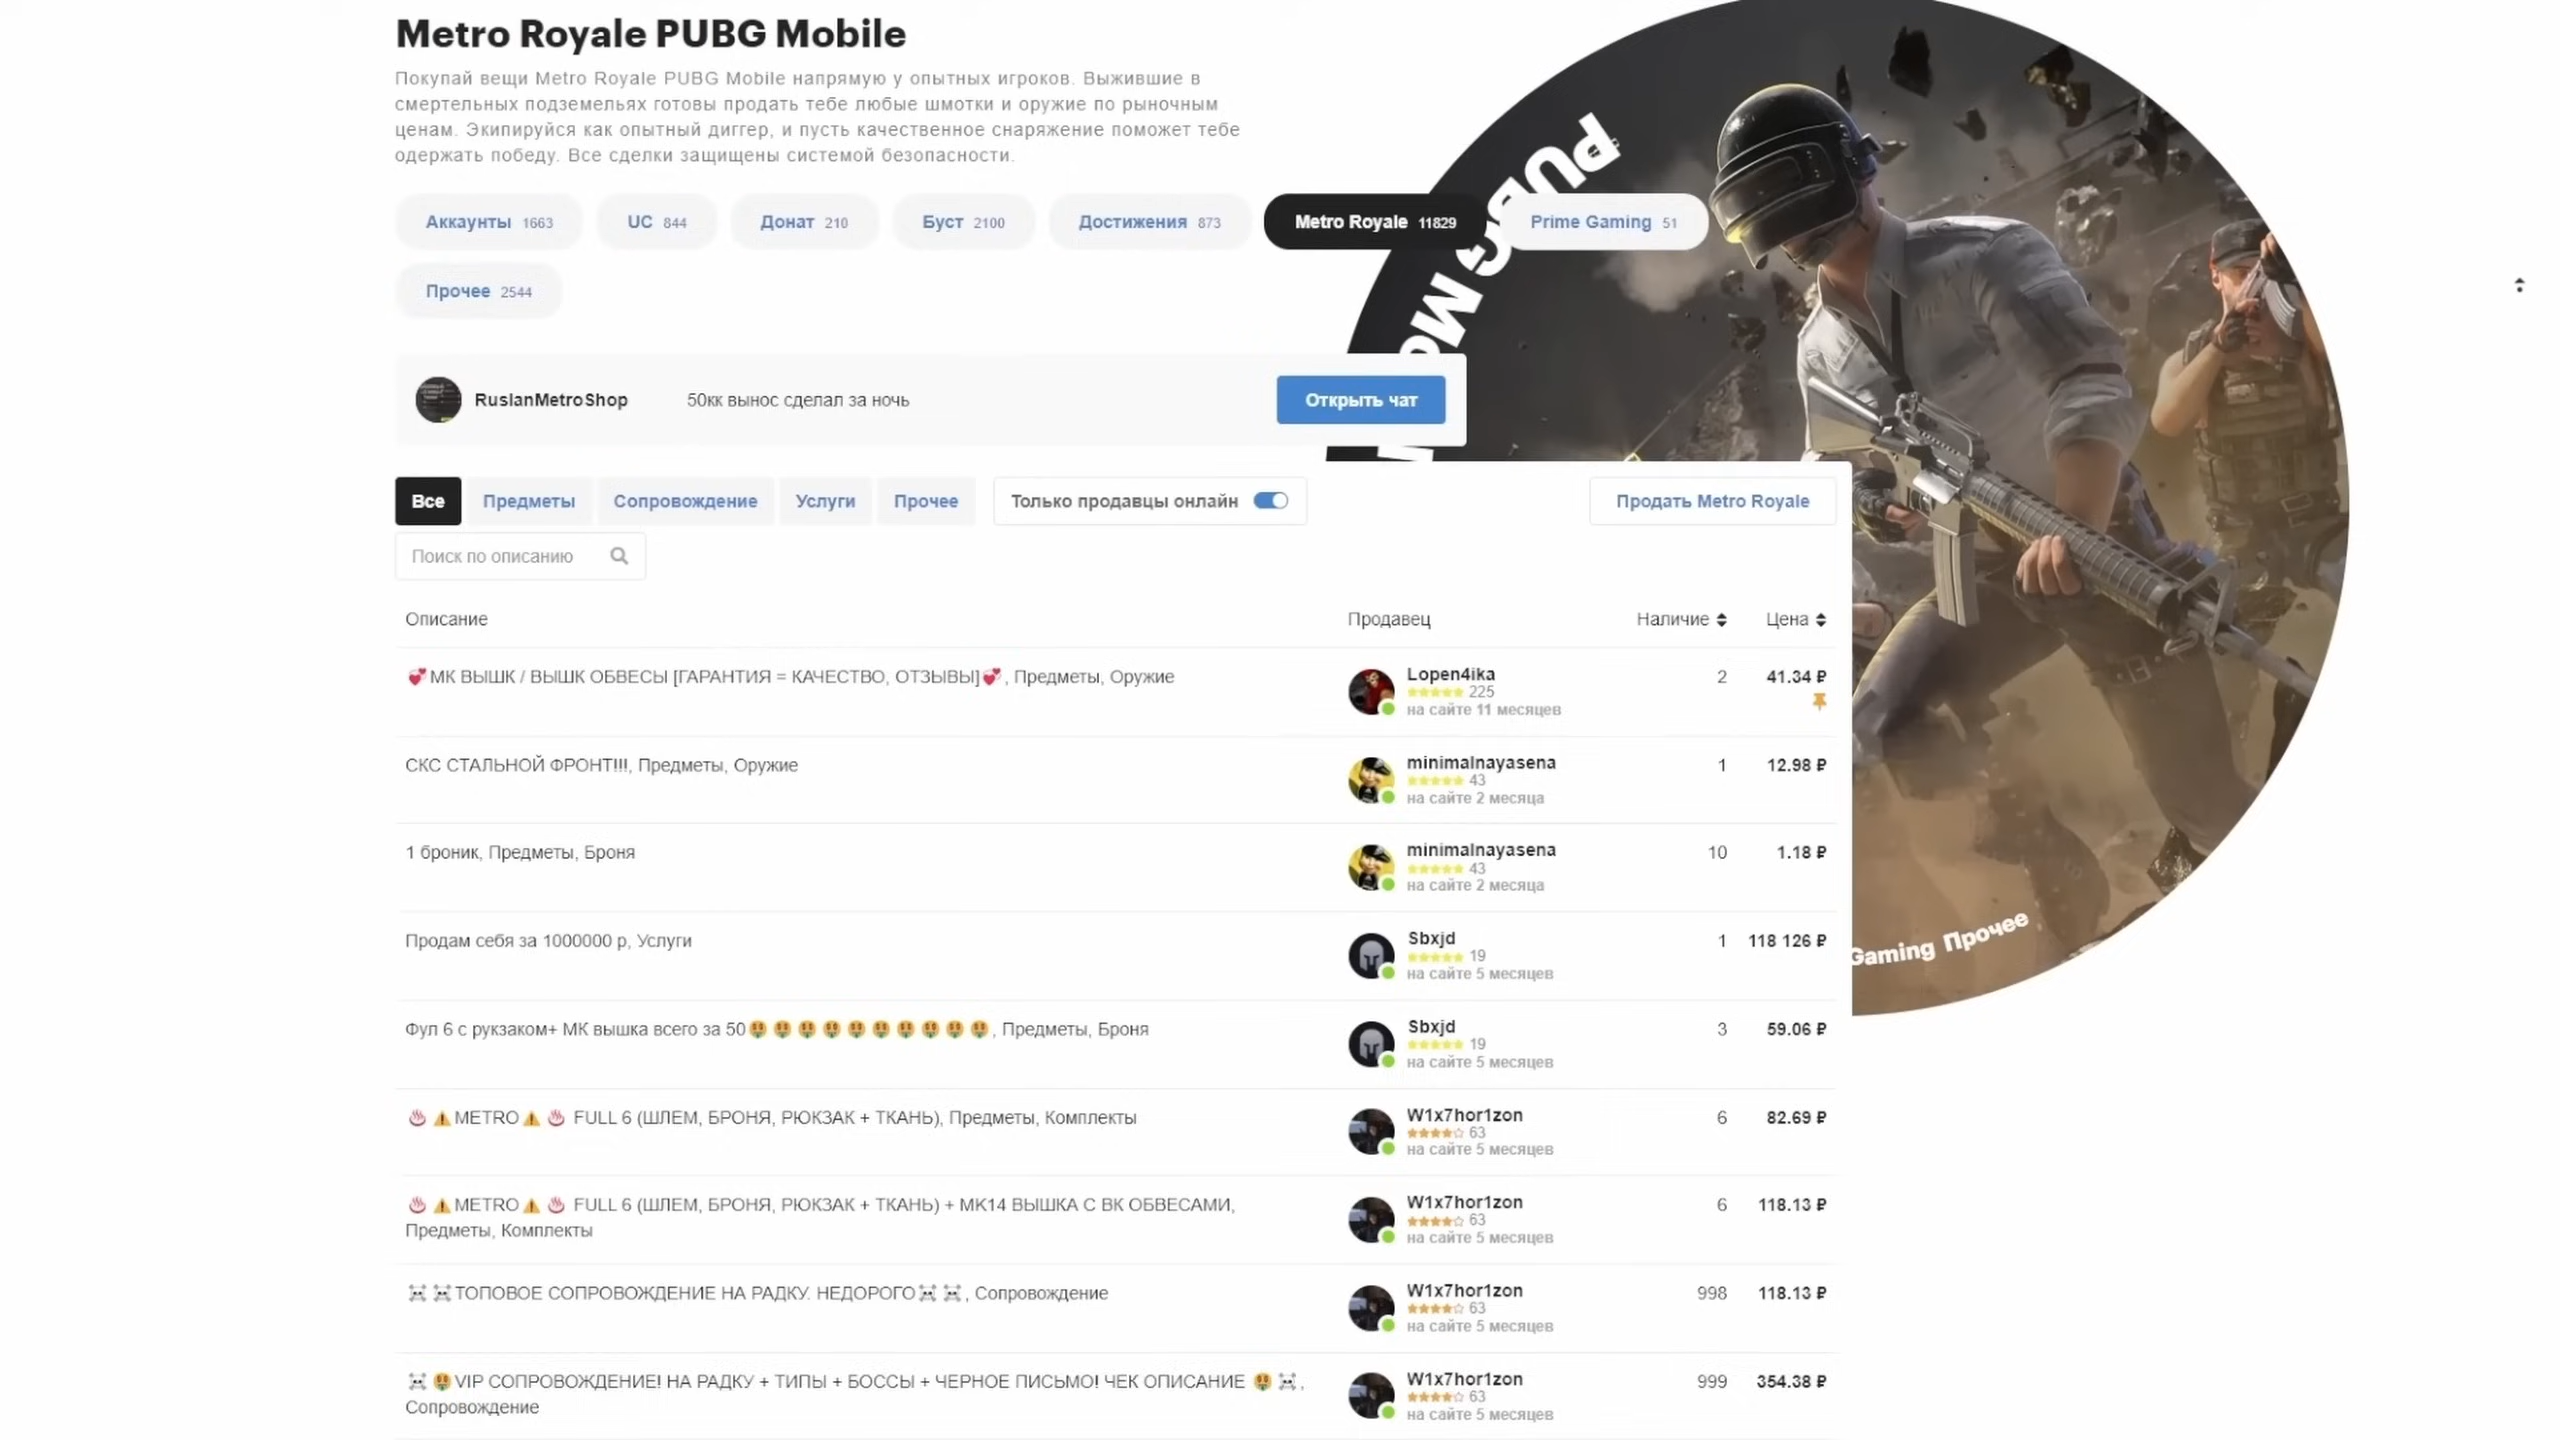 Metro Royale PUBG Mobile
Покупай вещи Metro Royale PUBG Mobile напрямую у опытных игроков. Выжившие в
смертельных подземельях готовы продать тебе любые шмотки и оружие по рыночным
ценам. Экипируйся как опытный диггер, и пусть качественное снаряжение поможет тебе
одержать победу. Все сделки защищены системой безопасности.
Аккаунты 1663 UC 844 Донат 210 Буст 2100 Достижения 873 Metro Royale 11829 Prime Gaming 51
Прочее 2544
PUBG Mo
RuslanMetroShop 50кк вынос сделал за ночь Открыть чат
Все Предметы Сопровождение Услуги Прочее Только продавцы онлайн Продать Metro Royale
Поиск по описанию
Описание Продавец Наличие Цена
💞МК ВЫШК / ВЫШК ОБВЕСЫ [ГАРАНТИЯ = КАЧЕСТВО, ОТЗЫВЫ]💞, Предметы, Оружие Lopen4ika 2 41.34 ₽
★★★★★ 225
на сайте 11 месяцев
СКС СТАЛЬНОЙ ФРОНТ!!!, Предметы, Оружие minimalnayasena 1 12.98 ₽
★★★★★ 43
на сайте 2 месяца
1 броник, Предметы, Броня minimalnayasena 10 1.18 ₽
★★★★★ 43
на сайте 2 месяца
Продам себя за 1000000 р, Услуги Sbxjd 1 118 126 ₽
★★★★★ 19
на сайте 5 месяцев
Gaming Прочее
Фул 6 с рукзаком+ МК вышка всего за 50🤑🤑🤑🤑🤑🤑🤑🤑🤑🤑, Предметы, Броня Sbxjd 3 59.06 ₽
★★★★★ 19
на сайте 5 месяцев
♨️⚠️METRO⚠️♨️ FULL 6 (ШЛЕМ, БРОНЯ, РЮКЗАК + ТКАНЬ), Предметы, Комплекты W1x7hor1zon 6 82.69 ₽
★★★★☆ 63
на сайте 5 месяцев
♨️⚠️METRO⚠️♨️ FULL 6 (ШЛЕМ, БРОНЯ, РЮКЗАК + ТКАНЬ) + МК14 ВЫШКА С ВК ОБВЕСАМИ, W1x7hor1zon 6 118.13 ₽
Предметы, Комплекты ★★★★☆ 63
на сайте 5 месяцев
☠️☠️ТОПОВОЕ СОПРОВОЖДЕНИЕ НА РАДКУ. НЕДОРОГО☠️☠️, Сопровождение W1x7hor1zon 998 118.13 ₽
★★★★☆ 63
на сайте 5 месяцев
☠️🤑VIP СОПРОВОЖДЕНИЕ! НА РАДКУ + ТИПЫ + БОССЫ + ЧЕРНОЕ ПИСЬМО! ЧЕК ОПИСАНИЕ 🤑☠️, W1x7hor1zon 999 354.38 ₽
Сопровождение ★★★★☆ 63
на сайте 5 месяцев